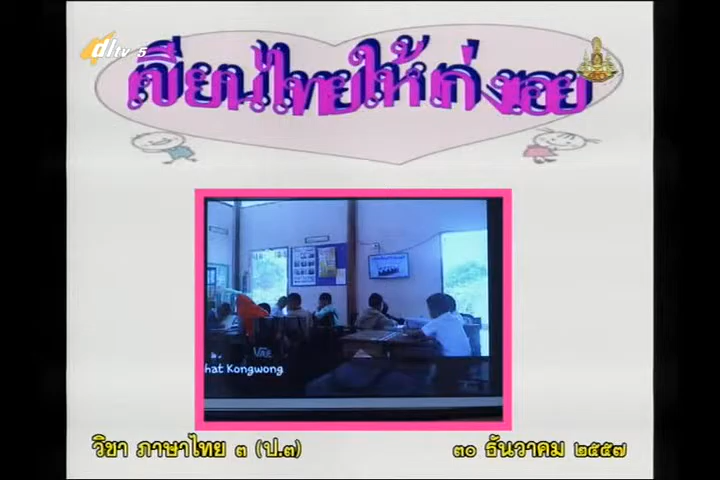 dltv 5
เขียนไทยให้เก่งเอย
hat Kongwong
วิชา ภาษาไทย ๓ (ป.๓)
๓๐ ธันวาคม ๒๕๕๗